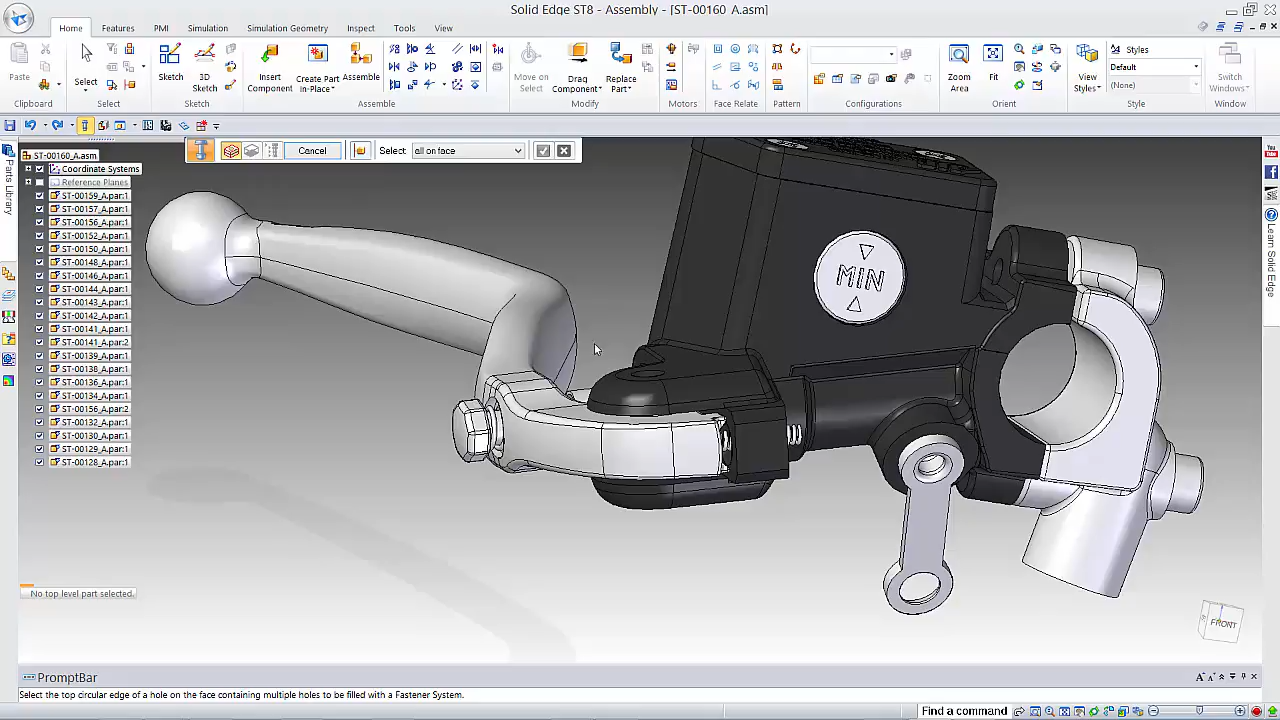 Solid Edge ST8 - Assembly - [ST-00160_A.asm]
Home Features PMI Simulation Simulation Geometry Inspect Tools View
Paste
Select
Sketch
3D Sketch
Insert Component
Create Part In-Place
Assemble
Move on Select
Drag Component
Replace Part
Zoom Area
Fit
View Styles
Styles
Default
(None)
Switch Windows
Clipboard Select Sketch Assemble Modify Motors Face Relate Pattern Configurations Orient Style Window
Cancel Select all on face
Parts Library
ST-00160_A.asm
Coordinate Systems
Reference Planes
ST-00159_A.par:1
ST-00157_A.par:1
ST-00156_A.par:1
ST-00152_A.par:1
ST-00150_A.par:1
ST-00148_A.par:1
ST-00146_A.par:1
ST-00144_A.par:1
ST-00143_A.par:1
ST-00142_A.par:1
ST-00141_A.par:1
ST-00141_A.par:2
ST-00139_A.par:1
ST-00138_A.par:1
ST-00136_A.par:1
ST-00134_A.par:1
ST-00156_A.par:2
ST-00132_A.par:1
ST-00130_A.par:1
ST-00129_A.par:1
ST-00128_A.par:1
MIN
You Tube
Learn Solid Edge
No top level part selected.
FRONT
PromptBar
Select the top circular edge of a hole on the face containing multiple holes to be filled with a Fastener System.
Find a command